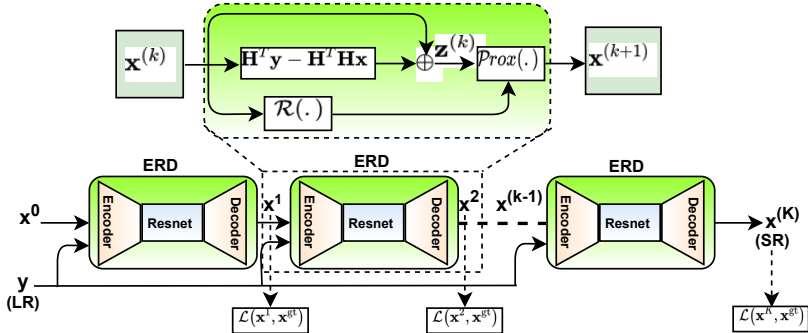 x^(k)
H^T y − H^T Hx
⊕
z^(k)
Prox(.)
x^(k+1)
R(.)
ERD
ERD
ERD
x^0
Encoder
Resnet
Decoder
x^1
Encoder
Resnet
Decoder
x^2
x^(k-1)
Encoder
Resnet
Decoder
x^(K)
(SR)
y
(LR)
L(x^1, x^gt)
L(x^2, x^gt)
L(x^K, x^gt)